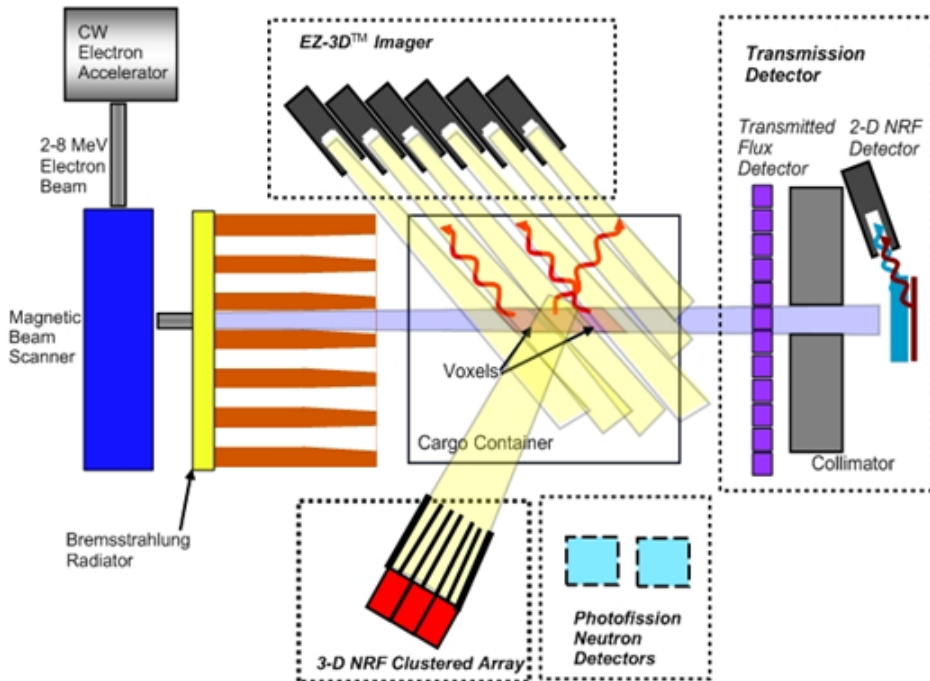 CW
Electron
Accelerator
2-8 MeV
Electron
Beam
Magnetic
Beam
Scanner
Bremsstrahlung
Radiator
EZ-3D™ Imager
Voxels
Cargo Container
3-D NRF Clustered Array
Photofission
Neutron
Detectors
Transmission
Detector
Transmitted
Flux
Detector
2-D NRF
Detector
Collimator